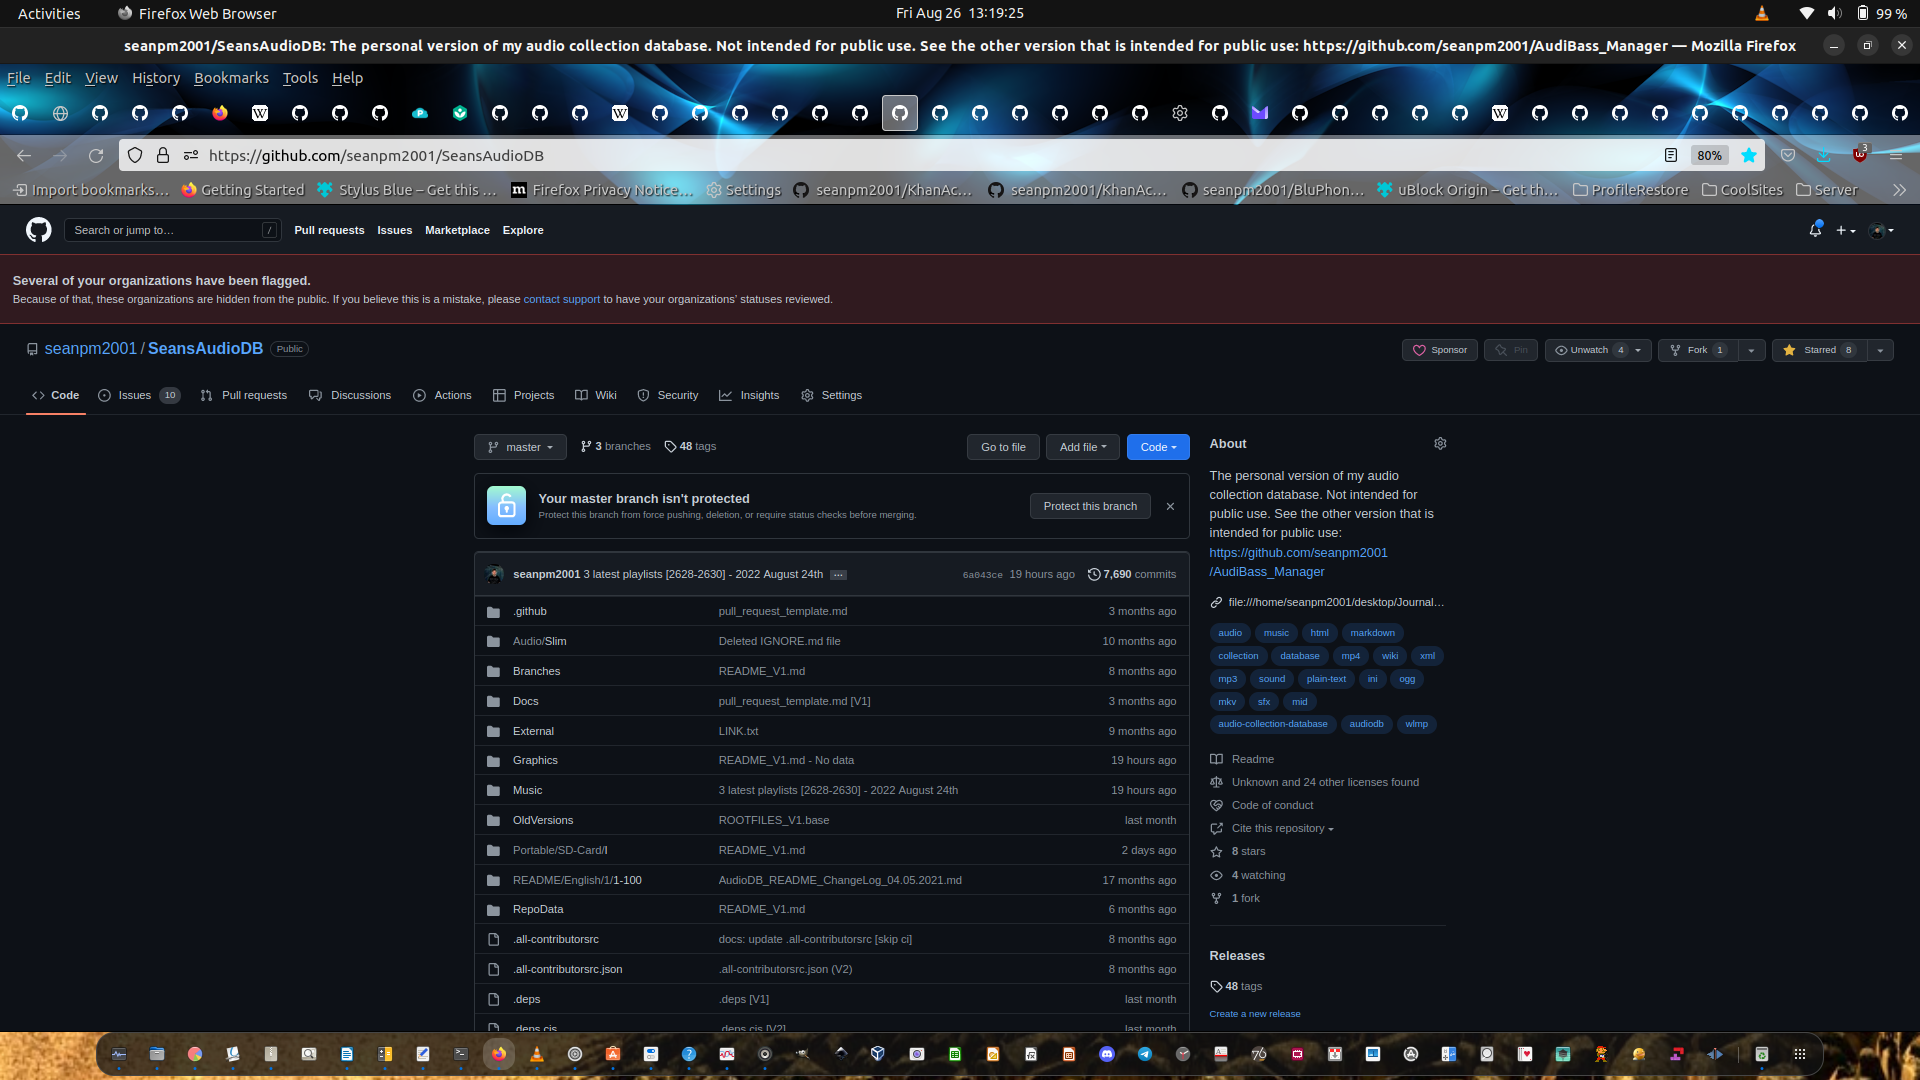 Activities Firefox Web Browser Fri Aug 26 13:19:25 99 %
seanpm2001/SeansAudioDB: The personal version of my audio collection database. Not intended for public use. See the other version that is intended for public use: https://github.com/seanpm2001/AudiBass_Manager — Mozilla Firefox
File Edit View History Bookmarks Tools Help
https://github.com/seanpm2001/SeansAudioDB 80% 3
Import bookmarks... Getting Started Stylus Blue – Get this ... Firefox Privacy Notice... Settings seanpm2001/KhanAc... seanpm2001/KhanAc... seanpm2001/BluPhon... uBlock Origin – Get th... ProfileRestore CoolSites Server
Search or jump to... / Pull requests Issues Marketplace Explore
Several of your organizations have been flagged.
Because of that, these organizations are hidden from the public. If you believe this is a mistake, please contact support to have your organizations' statuses reviewed.
seanpm2001 / SeansAudioDB Public Sponsor Pin Unwatch 4 Fork 1 Starred 8
Code Issues 10 Pull requests Discussions Actions Projects Wiki Security Insights Settings
master 3 branches 48 tags Go to file Add file Code
Your master branch isn't protected
Protect this branch from force pushing, deletion, or require status checks before merging.
Protect this branch
seanpm2001 3 latest playlists [2628-2630] - 2022 August 24th ... 6a043ce 19 hours ago 7,690 commits
.github pull_request_template.md 3 months ago
Audio/Slim Deleted IGNORE.md file 10 months ago
Branches README_V1.md 8 months ago
Docs pull_request_template.md [V1] 3 months ago
External LINK.txt 9 months ago
Graphics README_V1.md - No data 19 hours ago
Music 3 latest playlists [2628-2630] - 2022 August 24th 19 hours ago
OldVersions ROOTFILES_V1.base last month
Portable/SD-Card/I README_V1.md 2 days ago
README/English/1/1-100 AudioDB_README_ChangeLog_04.05.2021.md 17 months ago
RepoData README_V1.md 6 months ago
.all-contributorsrc docs: update .all-contributorsrc [skip ci] 8 months ago
.all-contributorsrc.json .all-contributorsrc.json (V2) 8 months ago
.deps .deps [V1] last month
.deps.cjs .deps.cjs [V2] last month
About
The personal version of my audio
collection database. Not intended for
public use. See the other version that is
intended for public use:
https://github.com/seanpm2001
/AudiBass_Manager
file:///home/seanpm2001/desktop/Journal...
audio music html markdown
collection database mp4 wiki xml
mp3 sound plain-text ini ogg
mkv sfx mid
audio-collection-database audiodb wlmp
Readme
Unknown and 24 other licenses found
Code of conduct
Cite this repository
8 stars
4 watching
1 fork
Releases
48 tags
Create a new release